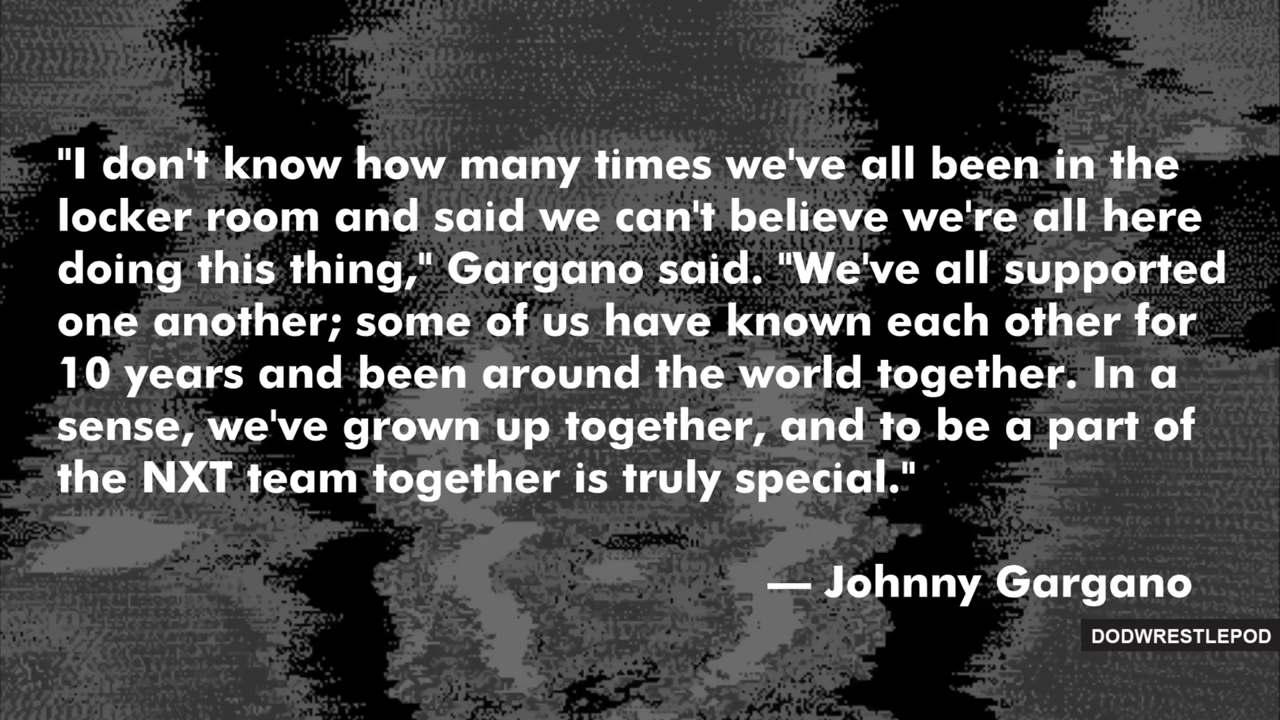 "I don't know how many times we've all been in the
locker room and said we can't believe we're all here
doing this thing," Gargano said. "We've all supported
one another; some of us have known each other for
10 years and been around the world together. In a
sense, we've grown up together, and to be a part of
the NXT team together is truly special."
— Johnny Gargano
DODWRESTLEPOD